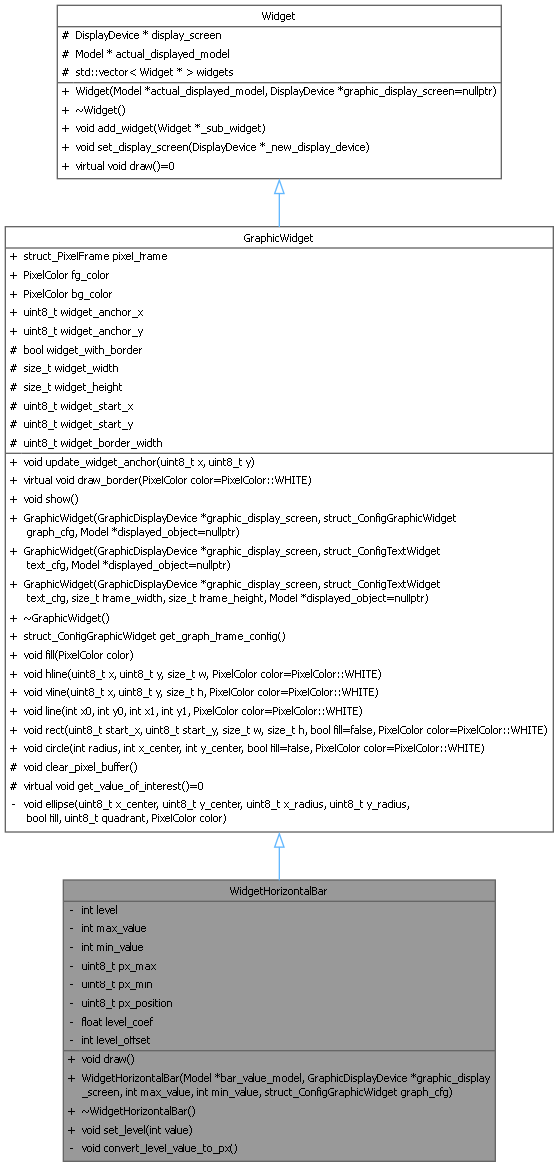 Widget
# DisplayDevice * display_screen
# Model * actual_displayed_model
# std::vector< Widget * > widgets
+ Widget(Model *actual_displayed_model, DisplayDevice *graphic_display_screen=nullptr)
+ ~Widget()
+ void add_widget(Widget *_sub_widget)
+ void set_display_screen(DisplayDevice *_new_display_device)
+ virtual void draw()=0
GraphicWidget
+ struct_PixelFrame pixel_frame
+ PixelColor fg_color
+ PixelColor bg_color
+ uint8_t widget_anchor_x
+ uint8_t widget_anchor_y
# bool widget_with_border
# size_t widget_width
# size_t widget_height
# uint8_t widget_start_x
# uint8_t widget_start_y
# uint8_t widget_border_width
+ void update_widget_anchor(uint8_t x, uint8_t y)
+ virtual void draw_border(PixelColor color=PixelColor::WHITE)
+ void show()
+ GraphicWidget(GraphicDisplayDevice *graphic_display_screen, struct_ConfigGraphicWidget
graph_cfg, Model *displayed_object=nullptr)
+ GraphicWidget(GraphicDisplayDevice *graphic_display_screen, struct_ConfigTextWidget
text_cfg, Model *displayed_object=nullptr)
+ GraphicWidget(GraphicDisplayDevice *graphic_display_screen, struct_ConfigTextWidget
text_cfg, size_t frame_width, size_t frame_height, Model *displayed_object=nullptr)
+ ~GraphicWidget()
+ struct_ConfigGraphicWidget get_graph_frame_config()
+ void fill(PixelColor color)
+ void hline(uint8_t x, uint8_t y, size_t w, PixelColor color=PixelColor::WHITE)
+ void vline(uint8_t x, uint8_t y, size_t h, PixelColor color=PixelColor::WHITE)
+ void line(int x0, int y0, int x1, int y1, PixelColor color=PixelColor::WHITE)
+ void rect(uint8_t start_x, uint8_t start_y, size_t w, size_t h, bool fill=false, PixelColor color=PixelColor::WHITE)
+ void circle(int radius, int x_center, int y_center, bool fill=false, PixelColor color=PixelColor::WHITE)
# void clear_pixel_buffer()
# virtual void get_value_of_interest()=0
- void ellipse(uint8_t x_center, uint8_t y_center, uint8_t x_radius, uint8_t y_radius,
bool fill, uint8_t quadrant, PixelColor color)
WidgetHorizontalBar
- int level
- int max_value
- int min_value
- uint8_t px_max
- uint8_t px_min
- uint8_t px_position
- float level_coef
- int level_offset
+ void draw()
+ WidgetHorizontalBar(Model *bar_value_model, GraphicDisplayDevice *graphic_display
_screen, int max_value, int min_value, struct_ConfigGraphicWidget graph_cfg)
+ ~WidgetHorizontalBar()
+ void set_level(int value)
- void convert_level_value_to_px()